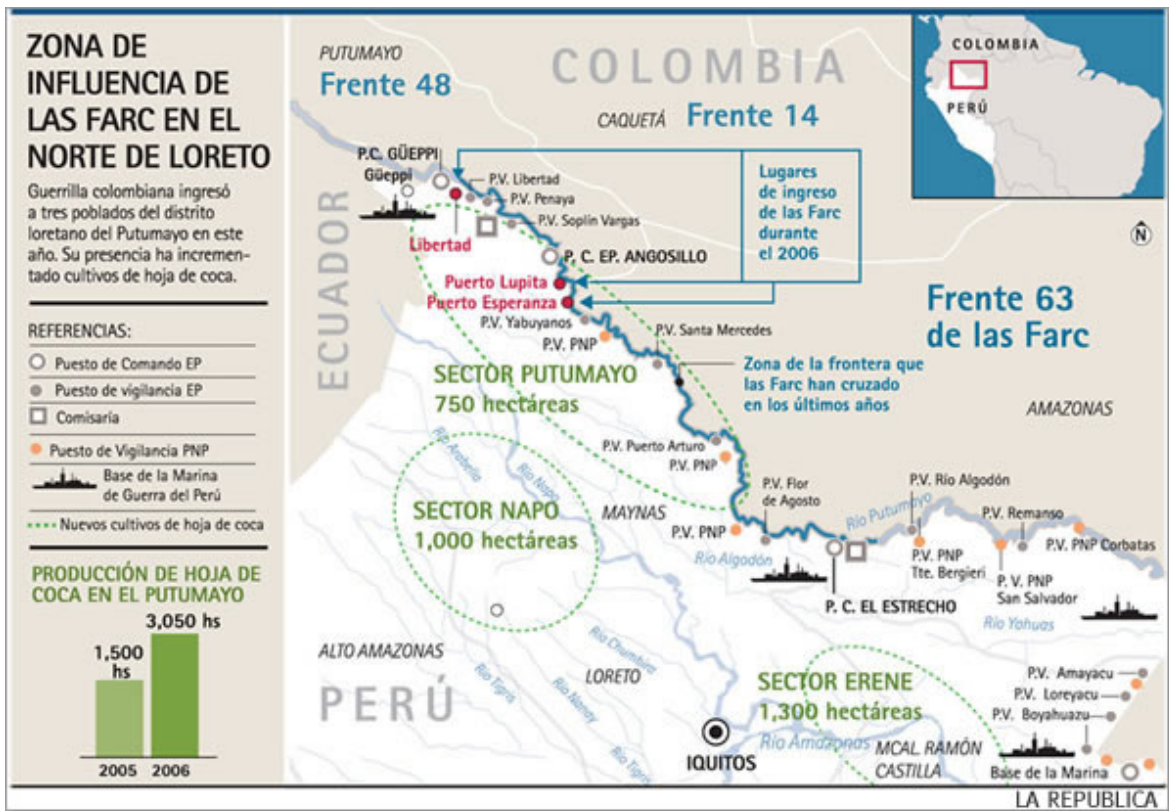 ZONA DE
INFLUENCIA DE
LAS FARC EN EL
NORTE DE LORETO
Guerrilla colombiana ingresó
a tres poblados del distrito
loretano del Putumayo en este
año. Su presencia ha incremen-
tado cultivos de hoja de coca.
REFERENCIAS:
Puesto de Comando EP
Puesto de vigilancia EP
Comisaría
Puesto de Vigilancia PNP
Base de la Marina
de Guerra del Perú
Nuevos cultivos de hoja de coca
PRODUCCIÓN DE HOJA DE
COCA EN EL PUTUMAYO
3,050 hs
1,500
hs
2005 2006
PUTUMAYO
Frente 48
COLOMBIA
CAQUETÁ Frente 14
COLOMBIA
PERÚ
N
P.C. GÜEPPI
Güeppi
P.V. Libertad
P.V. Penaya
P.V. Soplín Vargas
Libertad
P. C. EP. ANGOSILLO
Lugares
de ingreso
de las Farc
durante
el 2006
ECUADOR
Puerto Lupita
Puerto Esperanza
P.V. Yabuyanos
P.V. PNP
P.V. Santa Mercedes
Frente 63
de las Farc
Zona de la frontera que
las Farc han cruzado
en los últimos años
AMAZONAS
SECTOR PUTUMAYO
750 hectáreas
Río Arabella
Río Napo
P.V. Puerto Arturo
P.V. PNP
SECTOR NAPO
1,000 hectáreas
MAYNAS
P.V. Flor
de Agosto
P.V. PNP
Río Algodón
Río Putumayo
P.V. Río Algodón
P.V. Remanso
P.V. PNP Corbatas
P.V. PNP
Tte. Bergieri
P. V. PNP
San Salvador
P. C. EL ESTRECHO
Río Yahuas
ALTO AMAZONAS
PERÚ
LORETO
Río Tigris
Río Chambira
Río Nanay
Río Tigris
SECTOR ERENE
1,300 hectáreas
IQUITOS
Río Amazonas
MCAL. RAMÓN
CASTILLA
P.V. Amayacu
P.V. Loreyacu
P.V. Boyahuazu
Base de la Marina
LA REPUBLICA